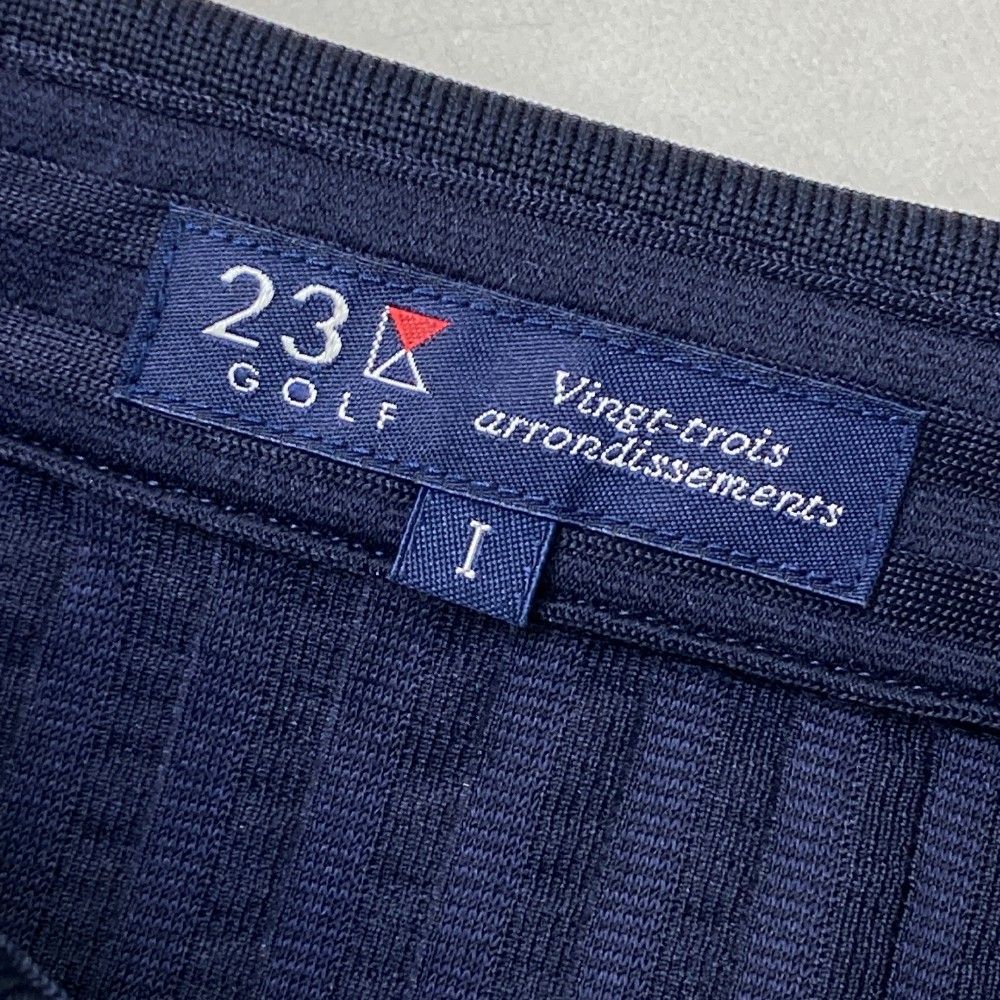 23
GOLF
Vingt-trois
arrondissements
I